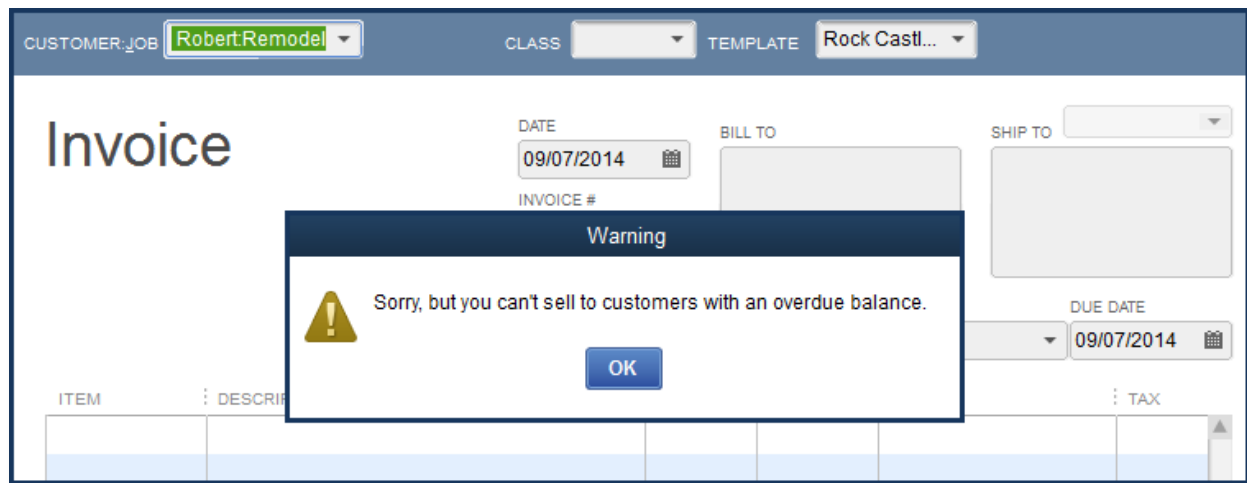 CUSTOMER:JOB Robert:Remodel CLASS TEMPLATE Rock Castl...
Invoice
DATE BILL TO SHIP TO
09/07/2014
INVOICE #
Warning
Sorry, but you can't sell to customers with an overdue balance.
OK
DUE DATE
09/07/2014
ITEM DESCRIP TAX